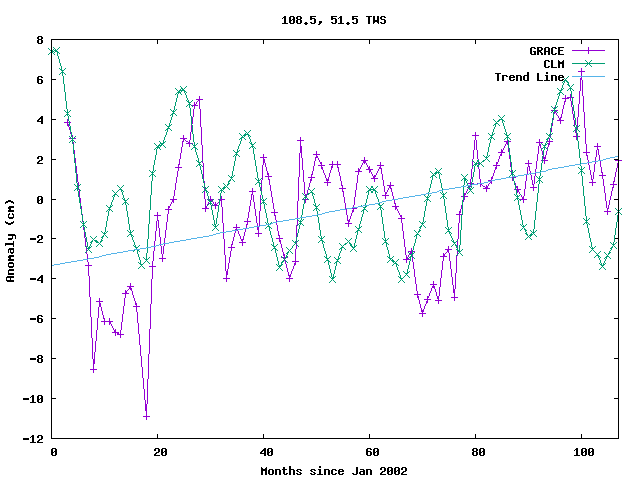 108.5, 51.5 TWS
GRACE
CLM
Trend Line
8
6
4
2
0
-2
-4
-6
-8
-10
-12
Anomaly (cm)
0 20 40 60 80 100
Months since Jan 2002